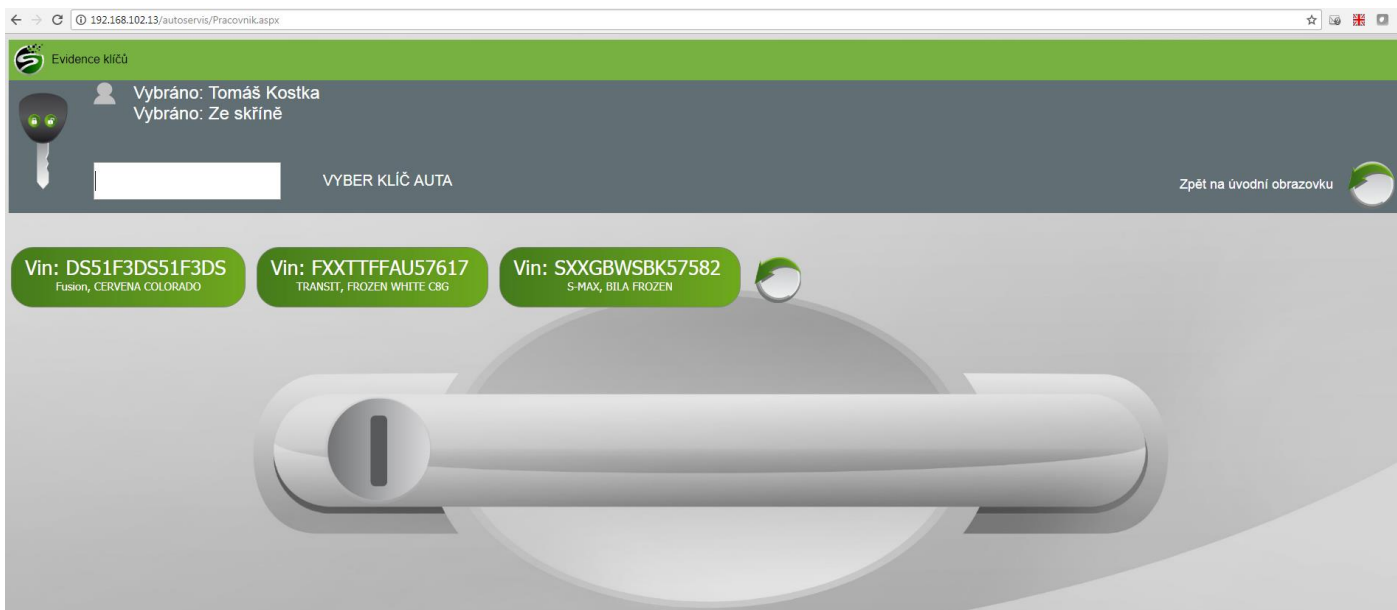 192.168.102.13/autoservis/Pracovnik.aspx
Evidence klíčů
Vybráno: Tomáš Kostka
Vybráno: Ze skříně
VYBER KLÍČ AUTA
Zpět na úvodní obrazovku
Vin: DS51F3DS51F3DS
Fusion, CERVENA COLORADO
Vin: FXXTTFFAU57617
TRANSIT, FROZEN WHITE C8G
Vin: SXXGBWSBK57582
S-MAX, BILA FROZEN